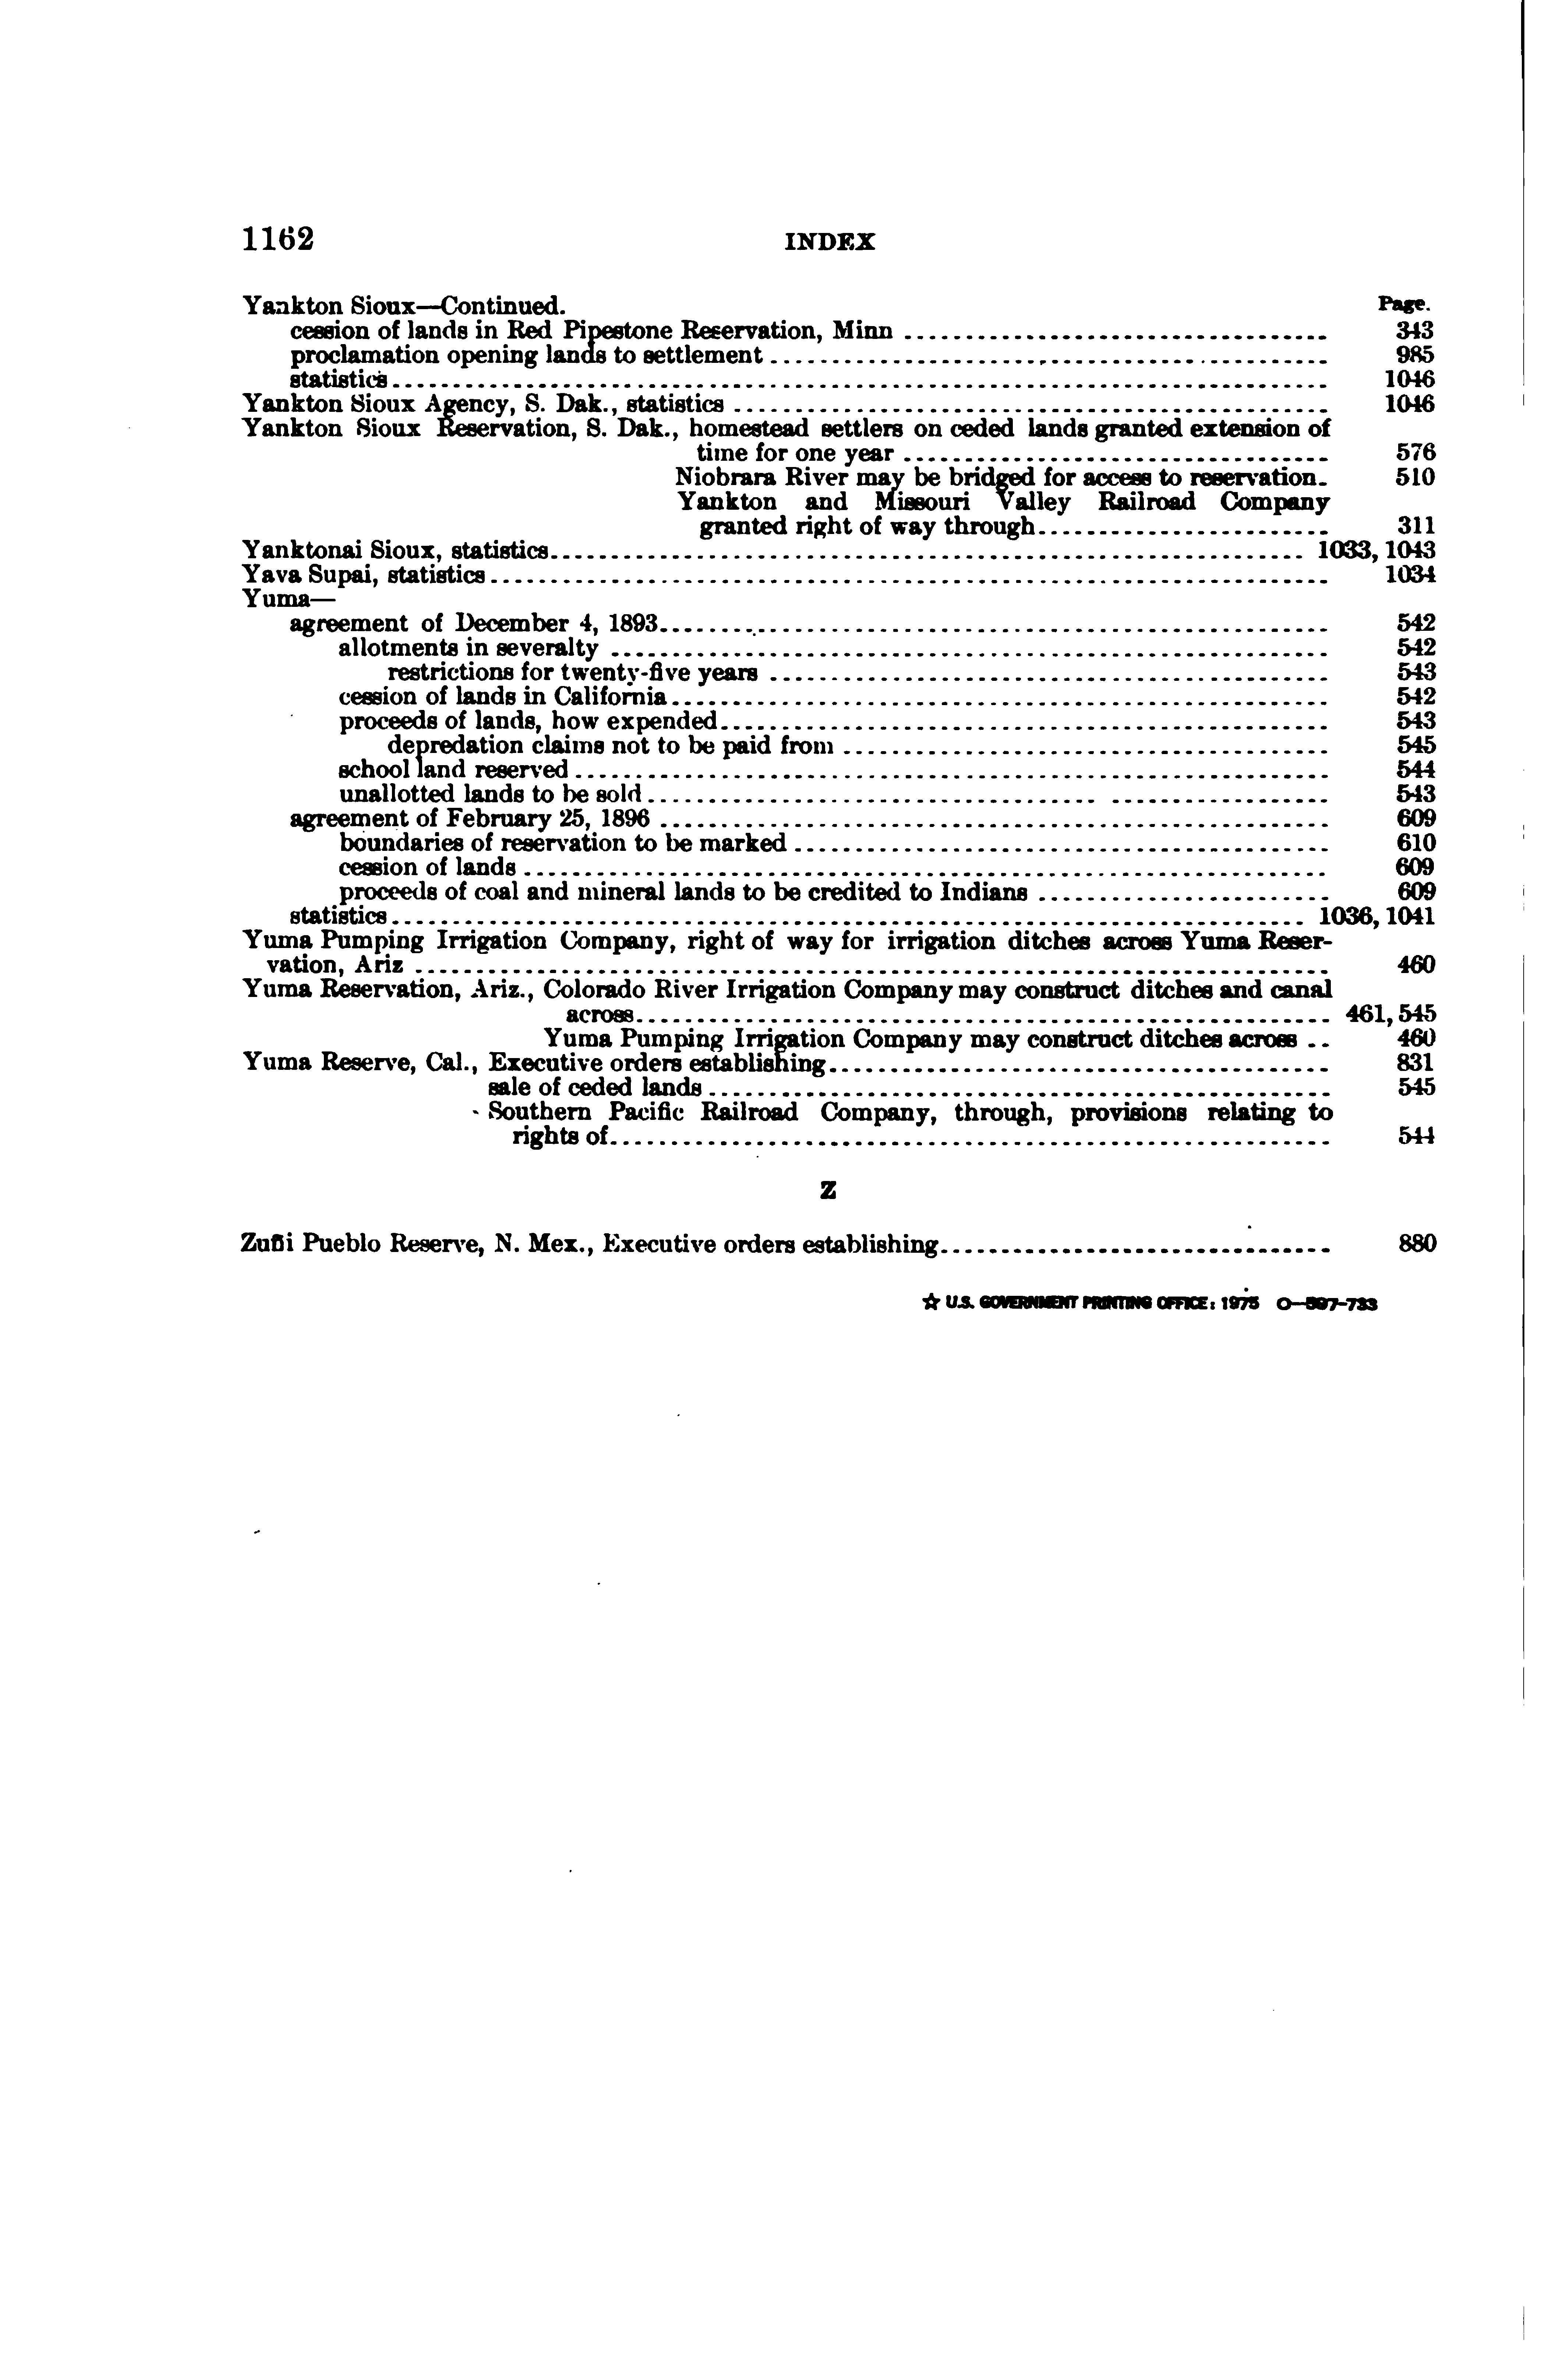 1162 INDEX
Yankton Sioux—Continued. Page.
cession of lands in Red Pipestone Reservation, Minn 343
proclamation opening lands to settlement 985
statistics 1046
Yankton Sioux Agency, S. Dak., statistics 1046
Yankton Sioux Reservation, S. Dak., homestead settlers on ceded lands granted extension of
time for one year 576
Niobrara River may be bridged for access to reservation 510
Yankton and Missouri Valley Railroad Company
granted right of way through 311
Yanktonai Sioux, statistics 1033, 1043
Yava Supai, statistics 1034
Yuma—
agreement of December 4, 1893 542
allotments in severalty 542
restrictions for twenty-five years 543
cession of lands in California 542
proceeds of lands, how expended 543
depredation claims not to be paid from 545
school land reserved 544
unallotted lands to be sold 543
agreement of February 25, 1896 609
boundaries of reservation to be marked 610
cession of lands 609
proceeds of coal and mineral lands to be credited to Indians 609
statistics 1036, 1041
Yuma Pumping Irrigation Company, right of way for irrigation ditches across Yuma Reser-
vation, Ariz 460
Yuma Reservation, Ariz., Colorado River Irrigation Company may construct ditches and canal
across 461, 545
Yuma Pumping Irrigation Company may construct ditches across 460
Yuma Reserve, Cal., Executive orders establishing 831
sale of ceded lands 545
Southern Pacific Railroad Company, through, provisions relating to
rights of 544
Z
Zuñi Pueblo Reserve, N. Mex., Executive orders establishing 880
☆ U.S. GOVERNMENT PRINTING OFFICE: 1975 O—597-733